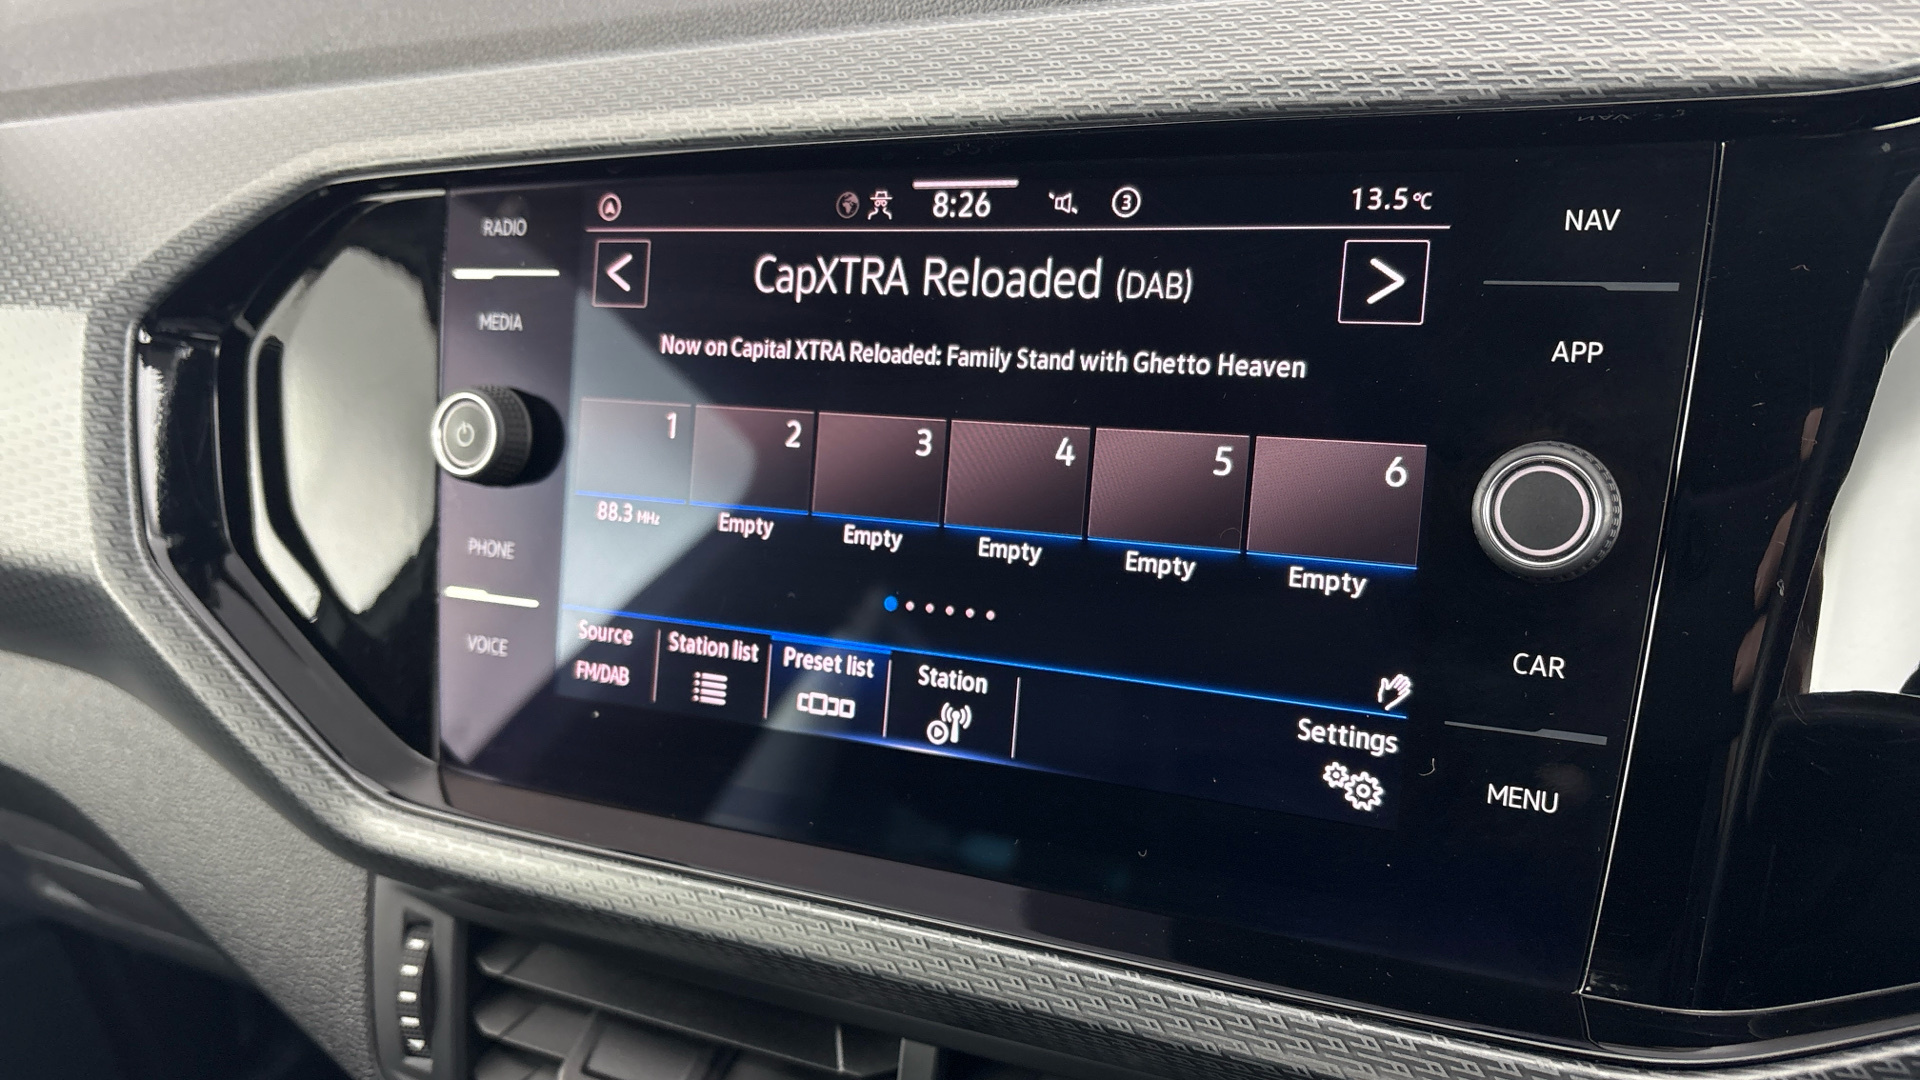 RADIO
MEDIA
PHONE
VOICE
8:26
3
13.5°C
CapXTRA Reloaded (DAB)
Now on Capital XTRA Reloaded: Family Stand with Ghetto Heaven
1 2 3 4 5 6
88.3 MHz Empty Empty Empty Empty Empty
Source
FM/DAB
Station list
Preset list
Station
Settings
NAV
APP
CAR
MENU